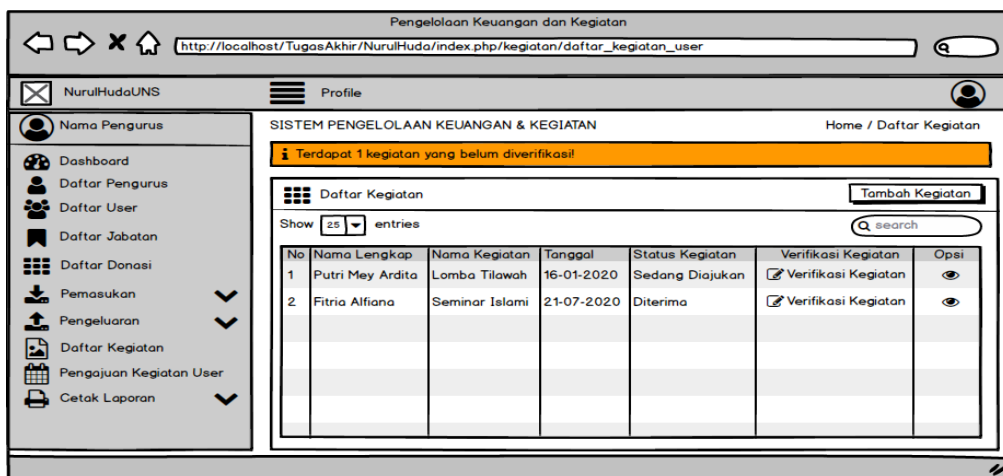 Pengelolaan Keuangan dan Kegiatan
http://localhost/TugasAkhir/NurulHuda/index.php/kegiatan/daftar_kegiatan_user
NurulHudaUNS
Profile
Nama Pengurus
Dashboard
Daftar Pengurus
Daftar User
Daftar Jabatan
Daftar Donasi
Pemasukan
Pengeluaran
Daftar Kegiatan
Pengajuan Kegiatan User
Cetak Laporan
SISTEM PENGELOLAAN KEUANGAN & KEGIATAN
Home / Daftar Kegiatan
Terdapat 1 kegiatan yang belum diverifikasi!
Daftar Kegiatan
Tambah Kegiatan
Show 25 entries
search
No Nama Lengkap Nama Kegiatan Tanggal Status Kegiatan Verifikasi Kegiatan Opsi
1 Putri Mey Ardita Lomba Tilawah 16-01-2020 Sedang Diajukan Verifikasi Kegiatan
2 Fitria Alfiana Seminar Islami 21-07-2020 Diterima Verifikasi Kegiatan